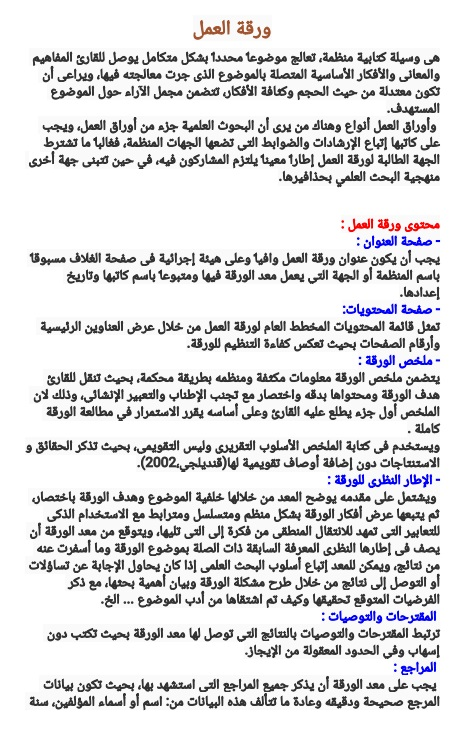 ورقة العمل
هى وسيلة كتابية منظمة، تعالج موضوعاً محدداً بشكل متكامل يوصل للقارئ المفاهيم
والمعانى والأفكار الأساسية المتصلة بالموضوع الذى جرت معالجته فيها، ويراعى أن
تكون معتدلة من حيث الحجم وكثافة الأفكار، تتضمن مجمل الآراء حول الموضوع
المستهدف.
وأوراق العمل أنواع وهناك من يرى أن البحوث العلمية جزء من أوراق العمل، ويجب
على كاتبها إتباع الإرشادات والضوابط التى تضعها الجهات المنظمة، فغالباً ما تشترط
الجهة الطالبة لورقة العمل إطاراً معيناً يلتزم المشاركون فيه، في حين تتبنى جهة أخرى
منهجية البحث العلمي بحذافيرها.
محتوى ورقة العمل :
- صفحة العنوان :
يجب أن يكون عنوان ورقة العمل وافياً وعلى هيئة إجرائية فى صفحة الغلاف مسبوقاً
باسم المنظمة أو الجهة التي يعمل معد الورقة فيها ومتبوعاً باسم كاتبها وتاريخ
إعدادها.
- صفحة المحتويات:
تمثل قائمة المحتويات المخطط العام لورقة العمل من خلال عرض العناوين الرئيسية
وأرقام الصفحات بحيث تعكس كفاءة التنظيم للورقة.
- ملخص الورقة :
يتضمن ملخص الورقة معلومات مكثفة ومنظمه بطريقة محكمة، بحيث تنقل للقارئ
هدف الورقة ومحتواها بدقه واختصار مع تجنب الإطناب والتعبير الإنشائى، وذلك لان
الملخص أول جزء يطلع عليه القارئ وعلى أساسه يقرر الاستمرار في مطالعة الورقة
كاملة .
ويستخدم فى كتابة الملخص الأسلوب التقريرى وليس التقويمى، بحيث تذكر الحقائق و
الاستنتاجات دون إضافة أوصاف تقويمية لها(قنديلجي،2002).
- الإطار النظرى للورقة :
ويشتمل على مقدمه يوضح المعد من خلالها خلفية الموضوع وهدف الورقة باختصار،
ثم يتبعها عرض أفكار الورقة بشكل منظم ومتسلسل ومترابط مع الاستخدام الذكى
للتعابير التى تمهد للانتقال المنطقى من فكرة إلى التى تليها، ويتوقع من معد الورقة أن
يصف فى إطارها النظرى المعرفة السابقة ذات الصلة بموضوع الورقة وما أسفرت عنه
من نتائج، ويمكن للمعد إتباع أسلوب البحث العلمى إذا كان يحاول الإجابة عن تساؤلات
أو التوصل إلى نتائج من خلال طرح مشكلة الورقة وبيان أهمية بحثها، مع ذكر
الفرضيات المتوقع تحقيقها وكيف تم اشتقاقها من أدب الموضوع ... الخ.
المقترحات والتوصيات :
ترتبط المقترحات والتوصيات بالنتائج التي توصل لها معد الورقة بحيث تكتب دون
إسهاب وفى الحدود المعقولة من الإيجاز.
المراجع :
يجب على معد الورقة أن يذكر جميع المراجع التى استشهد بها، بحيث تكون بيانات
المرجع صحيحة ودقيقه وعادة ما تتألف هذه البيانات من: اسم أو أسماء المؤلفين، سنة